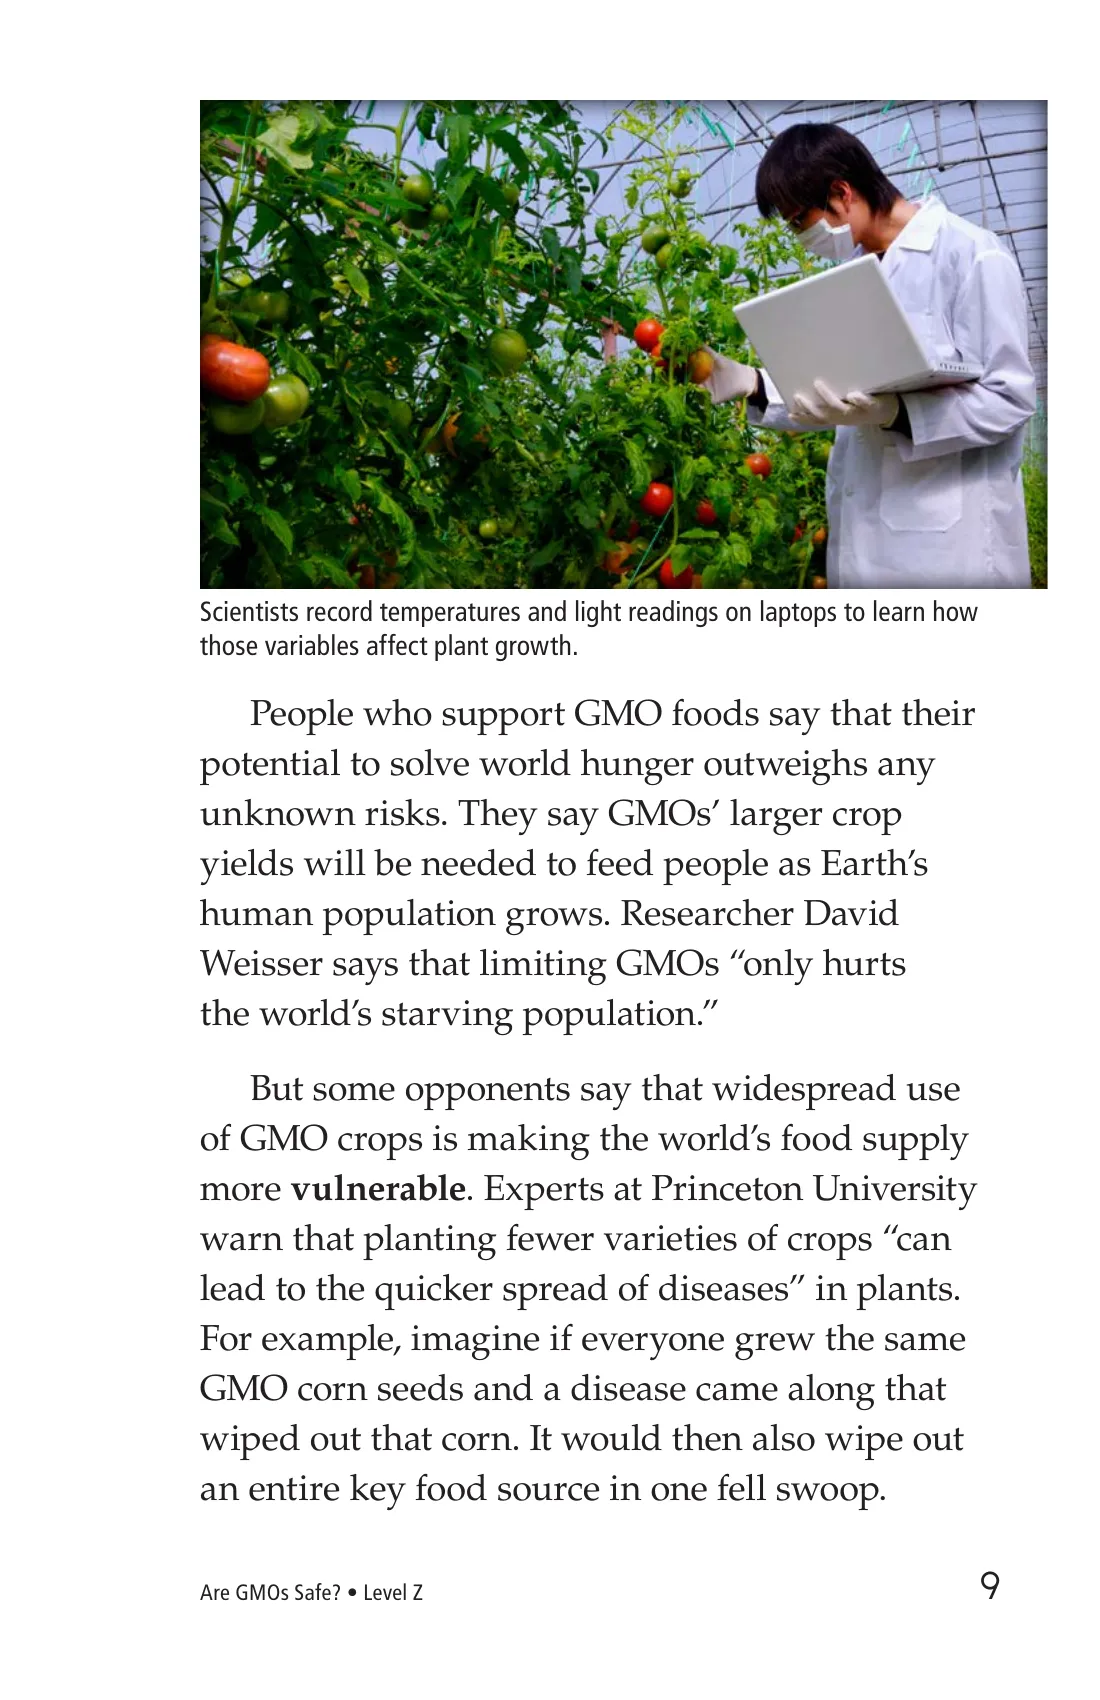 Scientists record temperatures and light readings on laptops to learn how
those variables affect plant growth.
People who support GMO foods say that their
potential to solve world hunger outweighs any
unknown risks. They say GMOs’ larger crop
yields will be needed to feed people as Earth’s
human population grows. Researcher David
Weisser says that limiting GMOs “only hurts
the world’s starving population.”
But some opponents say that widespread use
of GMO crops is making the world’s food supply
more vulnerable. Experts at Princeton University
warn that planting fewer varieties of crops “can
lead to the quicker spread of diseases” in plants.
For example, imagine if everyone grew the same
GMO corn seeds and a disease came along that
wiped out that corn. It would then also wipe out
an entire key food source in one fell swoop.
Are GMOs Safe? • Level Z
9